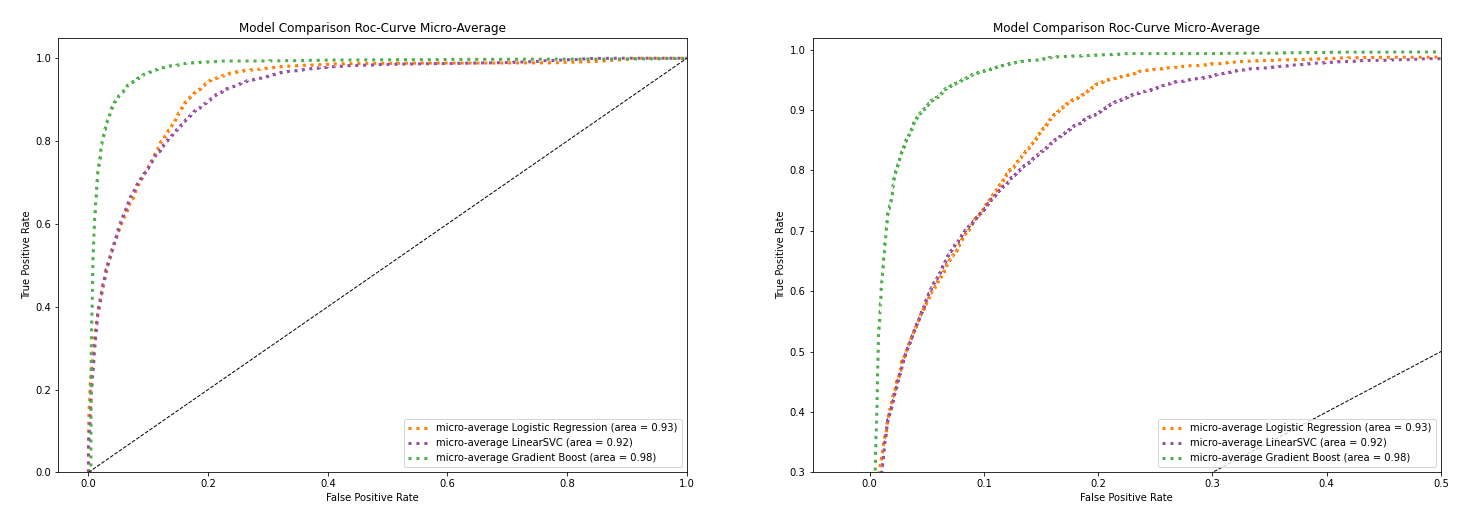 Model Comparison Roc-Curve Micro-Average
1.0
0.8
0.6
0.4
0.2
0.0
True Positive Rate
micro-average Logistic Regression (area = 0.93)
micro-average LinearSVC (area = 0.92)
micro-average Gradient Boost (area = 0.98)
0.0 0.2 0.4 0.6 0.8 1.0
False Positive Rate
Model Comparison Roc-Curve Micro-Average
1.0
0.9
0.8
0.7
0.6
0.5
0.4
0.3
True Positive Rate
micro-average Logistic Regression (area = 0.93)
micro-average LinearSVC (area = 0.92)
micro-average Gradient Boost (area = 0.98)
0.0 0.1 0.2 0.3 0.4 0.5
False Positive Rate